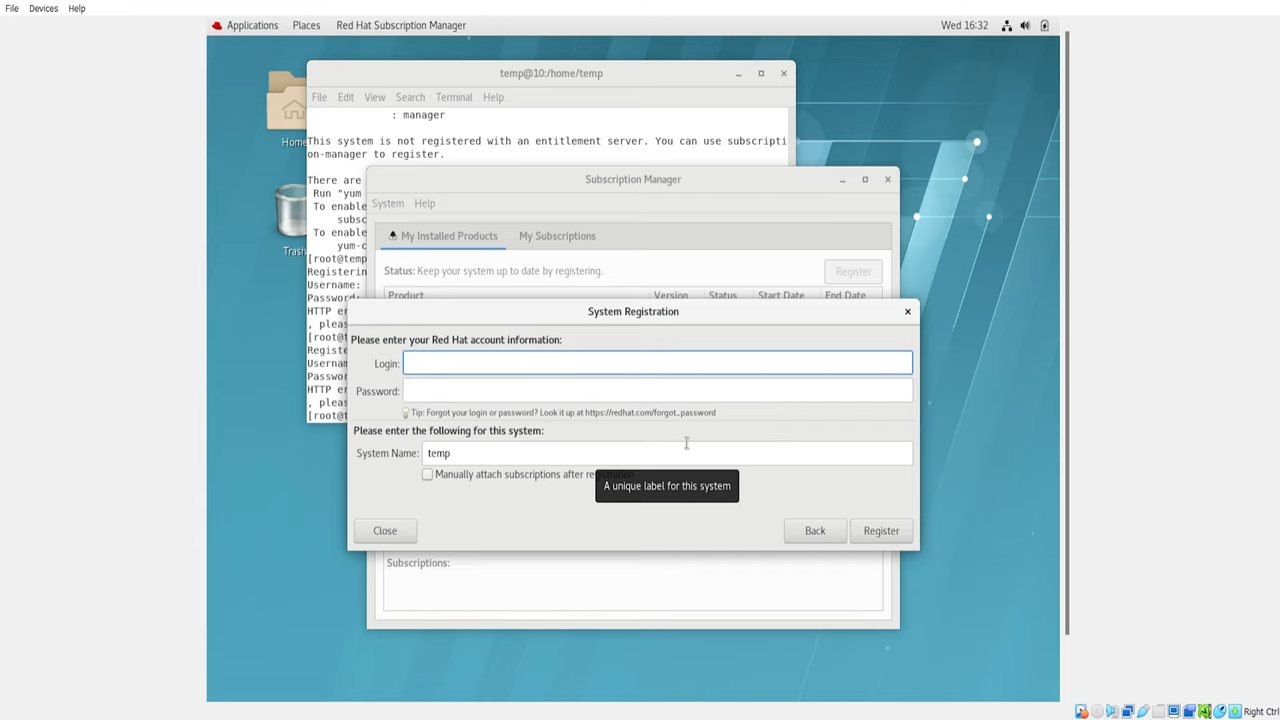 File Devices Help
Applications Places Red Hat Subscription Manager Wed 16:32
Home
Trash
temp@10:/home/temp
File Edit View Search Terminal Help
: manager
This system is not registered with an entitlement server. You can use subscripti
on-manager to register.
There are
Run "yum
To enable
subsc
To enable
yum-c
[root@temp
Registerin
Username:
Password:
HTTP er
, pleas
[root@t
Registe
Usernam
Passwor
HTTP er
, pleas
[root@t
Subscription Manager
System Help
My Installed Products My Subscriptions
Status: Keep your system up to date by registering. Register
Product Version Status Start Date End Date
System Registration
Please enter your Red Hat account information:
Login:
Password:
Tip: Forgot your login or password? Look it up at https://redhat.com/forgot_password
Please enter the following for this system:
System Name: temp
Manually attach subscriptions after registration
A unique label for this system
Close Back Register
Subscriptions:
Right Ctrl